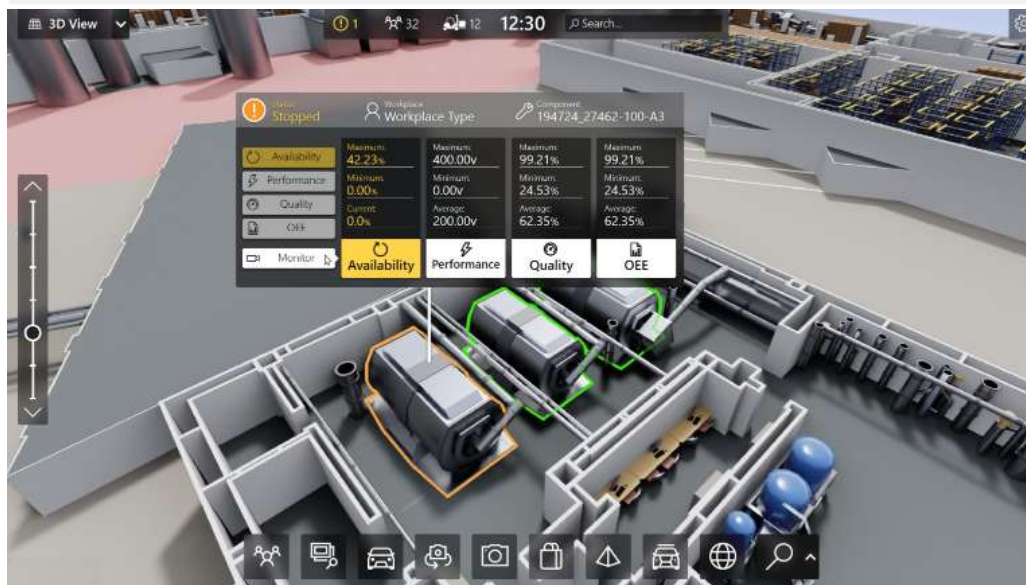 3D View
1
32
12
12:30
Search...
Status
Stopped
Workplace
Workplace Type
Component
194724_27462-100-A3
Availability
Performance
Quality
OEE
Monitor
Maximum:
42.23%
Minimum:
0.00%
Current:
0.0%
Availability
Maximum:
400.00v
Minimum:
0.00v
Average:
200.00v
Performance
Maximum:
99.21%
Minimum:
24.53%
Average:
62.35%
Quality
Maximum:
99.21%
Minimum:
24.53%
Average:
62.35%
OEE